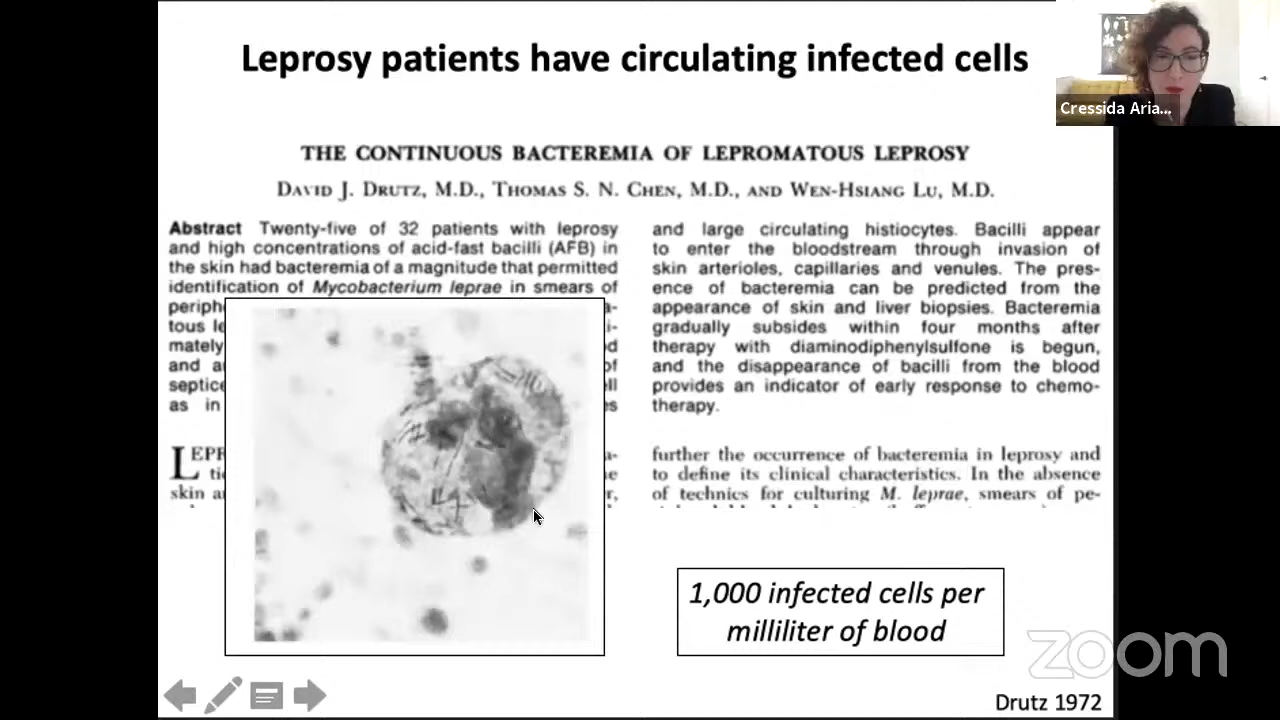 Leprosy patients have circulating infected cells
Cressida Aria...
THE CONTINUOUS BACTEREMIA OF LEPROMATOUS LEPROSY
DAVID J. DRUTZ, M.D., THOMAS S. N. CHEN, M.D., AND WEN-HSIANG LU, M.D.
Abstract Twenty-five of 32 patients with leprosy
and high concentrations of acid-fast bacilli (AFB) in
the skin had bacteremia of a magnitude that permitted
identification of Mycobacterium leprae in smears of
and large circulating histiocytes. Bacilli appear
to enter the bloodstream through invasion of
skin arterioles, capillaries and venules. The pres-
ence of bacteremia can be predicted from the
appearance of skin and liver biopsies. Bacteremia
gradually subsides within four months after
therapy with diaminodiphenylsulfone is begun,
and the disappearance of bacilli from the blood
provides an indicator of early response to chemo-
therapy.
as in
skin
further the occurrence of bacteremia in leprosy and
to define its clinical characteristics. In the absence
of technics for culturing M. leprae, smears of pe-
1,000 infected cells per
milliliter of blood
zoom
Drutz 1972